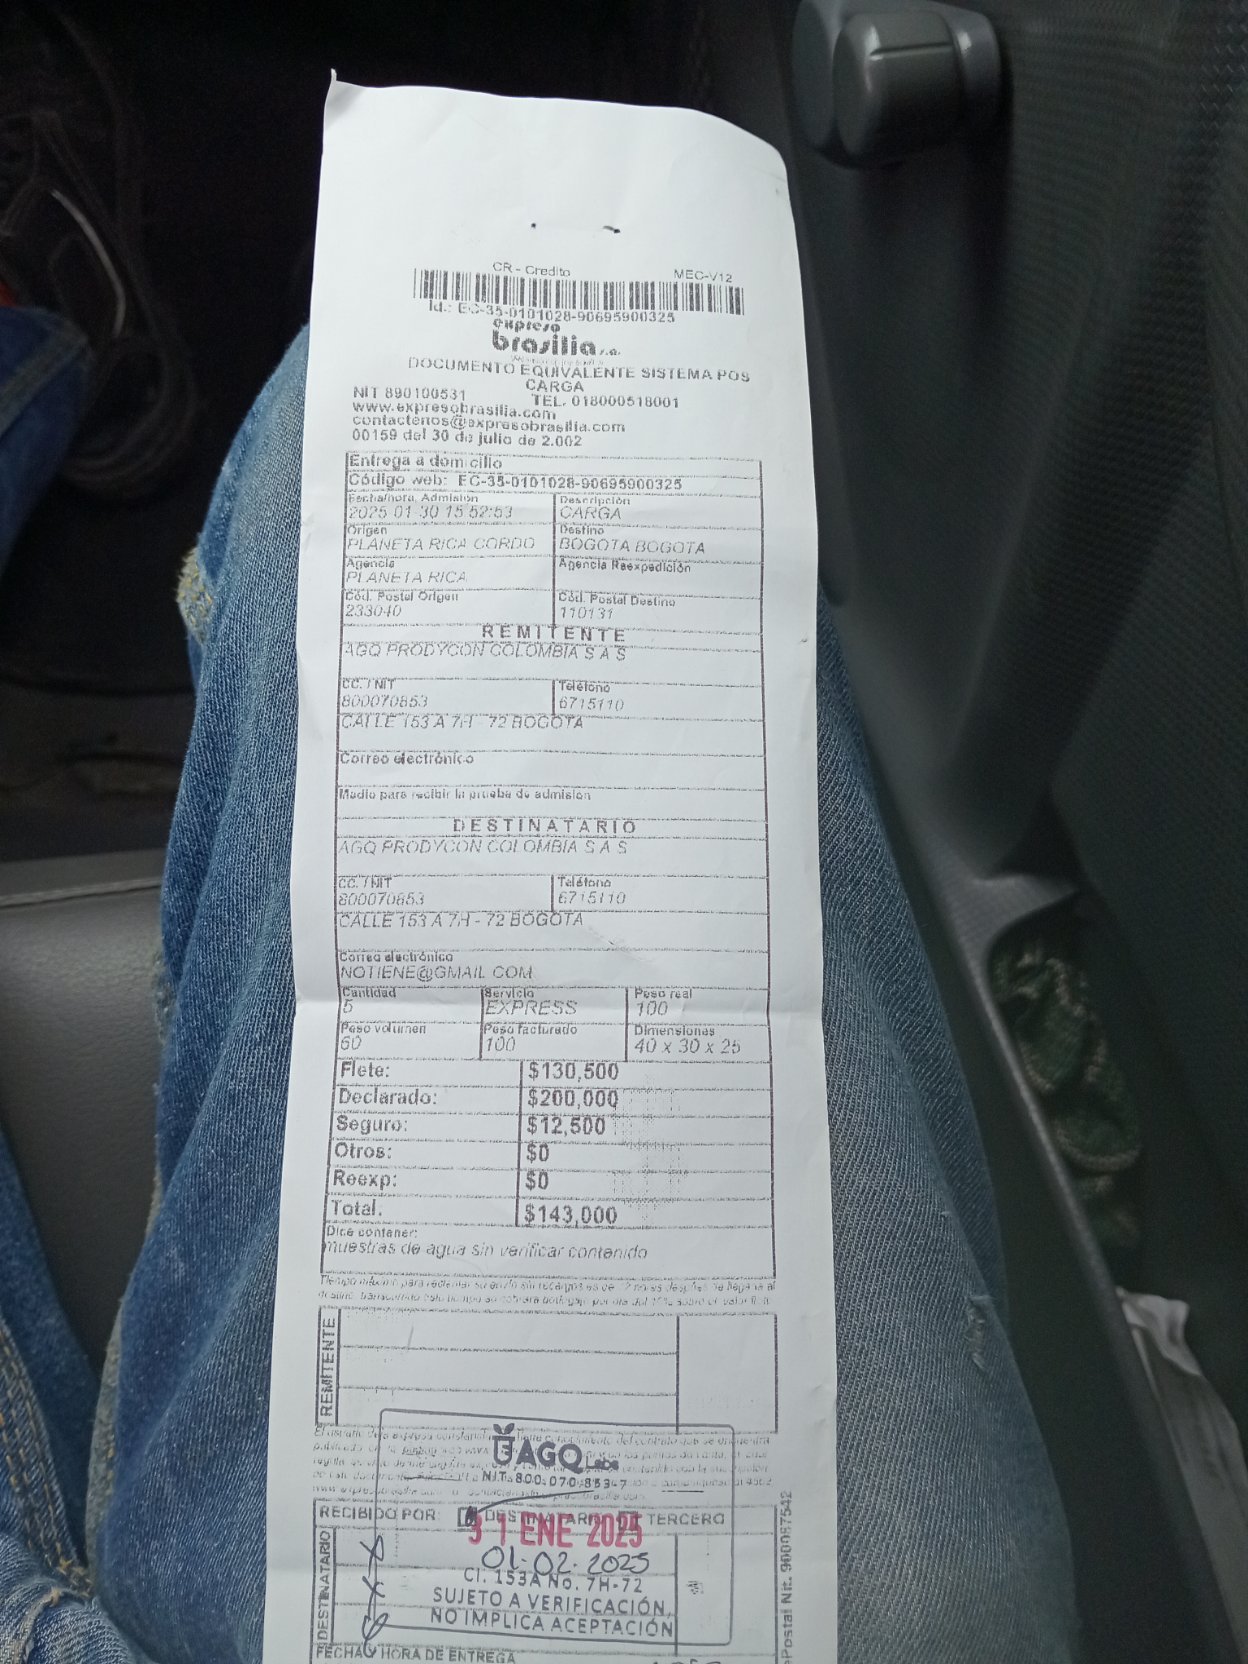 CR - Credito MEC-V12
Id.: EC-35-0101028-90695900325
expreso
brasilia s.a.
DOCUMENTO EQUIVALENTE SISTEMA POS
CARGA
NIT 890100531 TEL. 018000518001
www.expresobrasilia.com
contactenos@expresobrasilia.com
00159 del 30 de julio de 2.002
Entrega a domicilio
Código web: EC-35-0101028-90695900325
Fecha/hora. Admisión Descripción
2025 01 30 15:52:53 CARGA
Origen Destino
PLANETA RICA CORDO BOGOTA BOGOTA
Agencia Agencia Reexpedición
PLANETA RICA
Cód. Postal Origen Cód. Postal Destino
233040 110131
REMITENTE
AGQ PRODYCON COLOMBIA S A S
CC. / NIT Teléfono
800070853 6715110
CALLE 153 A 7H - 72 BOGOTA
Correo electrónico
Medio para recibir la prueba de admisión
DESTINATARIO
AGQ PRODYCON COLOMBIA S A S
CC. / NIT Teléfono
800070853 6715110
CALLE 153 A 7H - 72 BOGOTA
Correo electrónico
NOTIENE@GMAIL.COM
Cantidad Servicio Peso real
5 EXPRESS 100
Peso volumen Peso facturado Dimensiones
60 100 40 x 30 x 25
Flete: $130,500
Declarado: $200,000
Seguro: $12,500
Otros: $0
Reexp: $0
Total: $143,000
Dice contener:
muestras de agua sin verificar contenido
REMITENTE
AGQ Labs
NIT. 800.070.853-7
RECIBIDO POR: DESTINATARIO TERCERO
31 ENE 2025
01-02-2025
Cl. 153A No. 7H-72
SUJETO A VERIFICACIÓN,
NO IMPLICA ACEPTACIÓN
DESTINATARIO
FECHA Y HORA DE ENTREGA
Postal Nit. 900087542